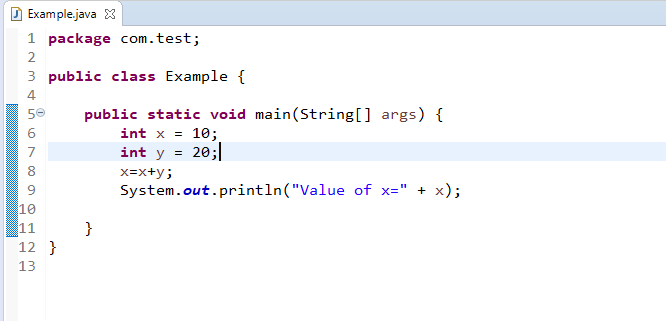 Example.java
1 package com.test;
2
3 public class Example {
4
5 public static void main(String[] args) {
6 int x = 10;
7 int y = 20;
8 x=x+y;
9 System.out.println("Value of x=" + x);
10
11 }
12 }
13